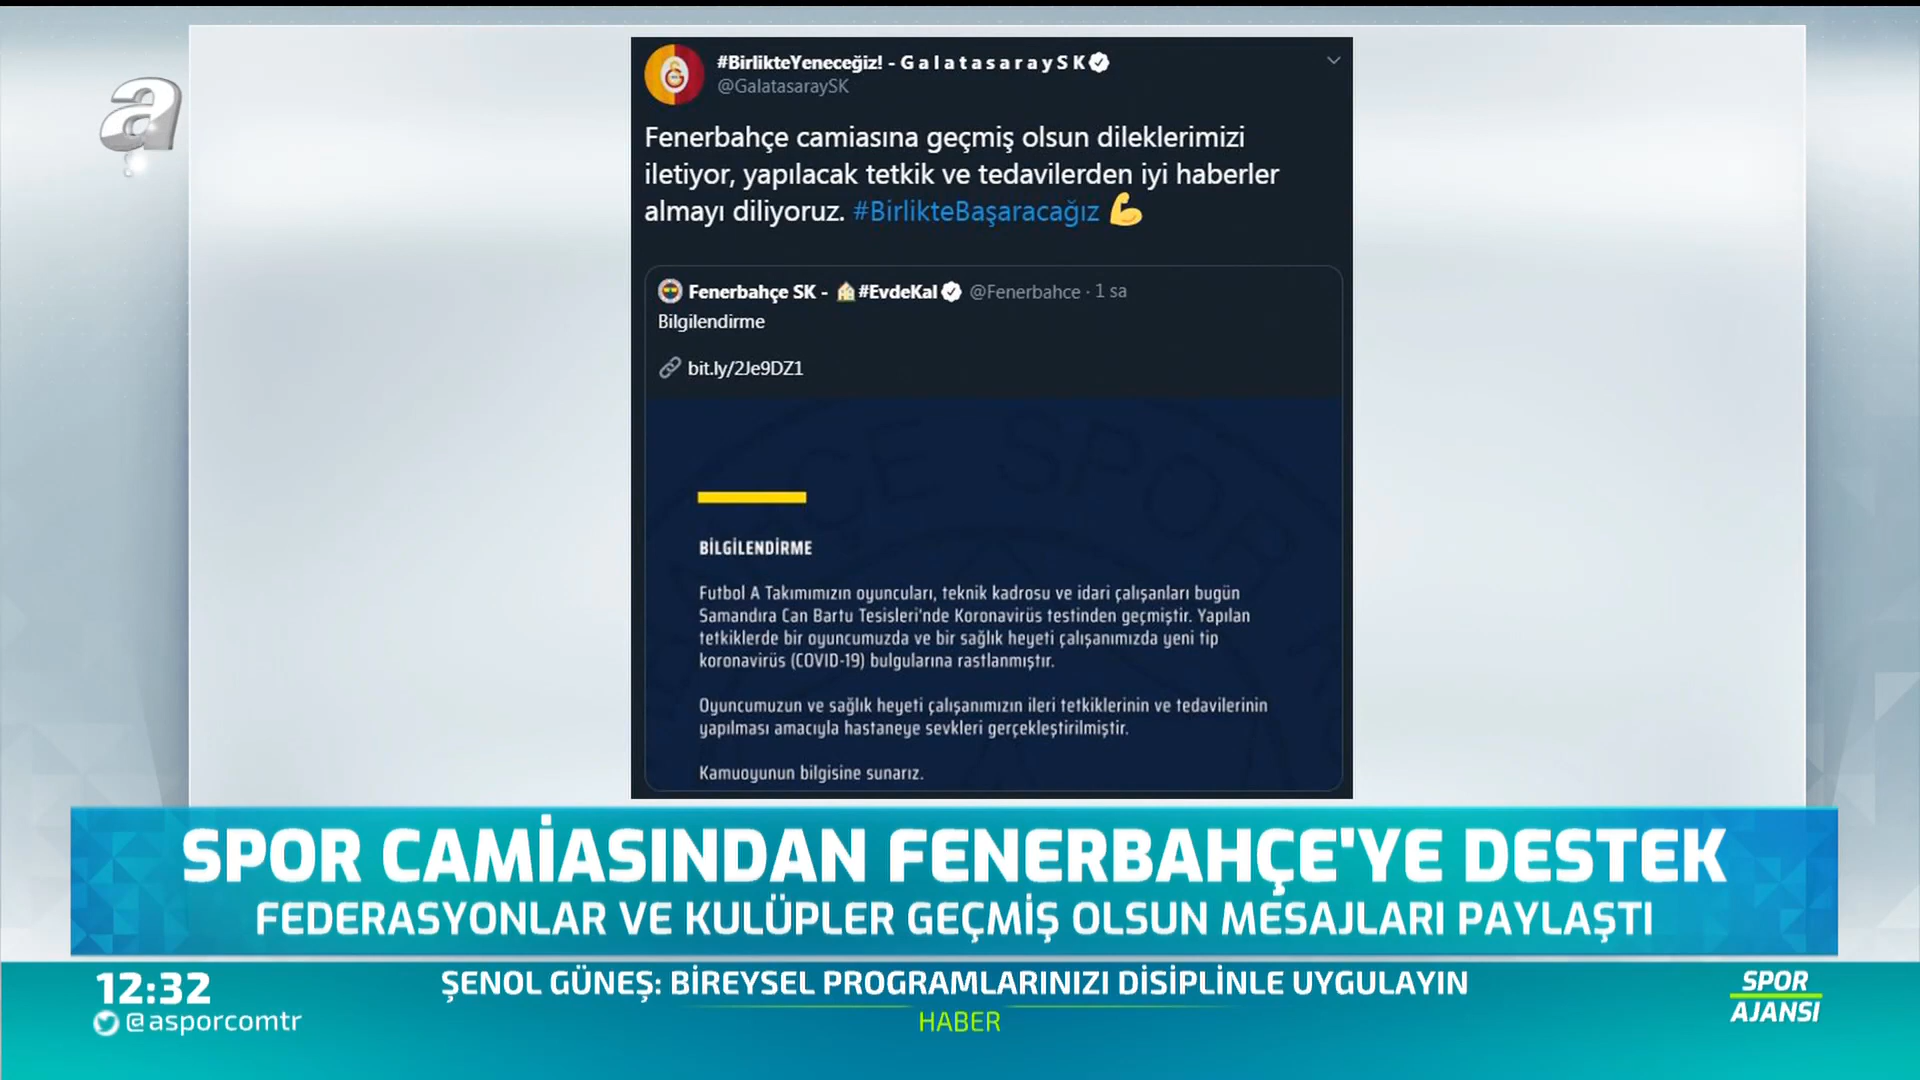 a
#BirlikteYeneceğiz! - G a l a t a s a r a y S K
@GalatasaraySK
Fenerbahçe camiasına geçmiş olsun dileklerimizi
iletiyor, yapılacak tetkik ve tedavilerden iyi haberler
almayı diliyoruz. #BirlikteBaşaracağız 💪
Fenerbahçe SK - 🏠#EvdeKal @Fenerbahce · 1 sa
Bilgilendirme
🔗 bit.ly/2Je9DZ1
ÇE SPOR
BİLGİLENDİRME
Futbol A Takımımızın oyuncuları, teknik kadrosu ve idari çalışanları bugün
Samandıra Can Bartu Tesisleri'nde Koronavirüs testinden geçmiştir. Yapılan
tetkiklerde bir oyuncumuzda ve bir sağlık heyeti çalışanımızda yeni tip
koronavirüs (COVID-19) bulgularına rastlanmıştır.
Oyuncumuzun ve sağlık heyeti çalışanımızın ileri tetkiklerinin ve tedavilerinin
yapılması amacıyla hastaneye sevkleri gerçekleştirilmiştir.
Kamuoyunun bilgisine sunarız.
SPOR CAMİASINDAN FENERBAHÇE'YE DESTEK
FEDERASYONLAR VE KULÜPLER GEÇMİŞ OLSUN MESAJLARI PAYLAŞTI
12:32
@asporcomtr
ŞENOL GÜNEŞ: BİREYSEL PROGRAMLARINIZI DİSİPLİNLE UYGULAYIN
HABER
SPOR
AJANSI